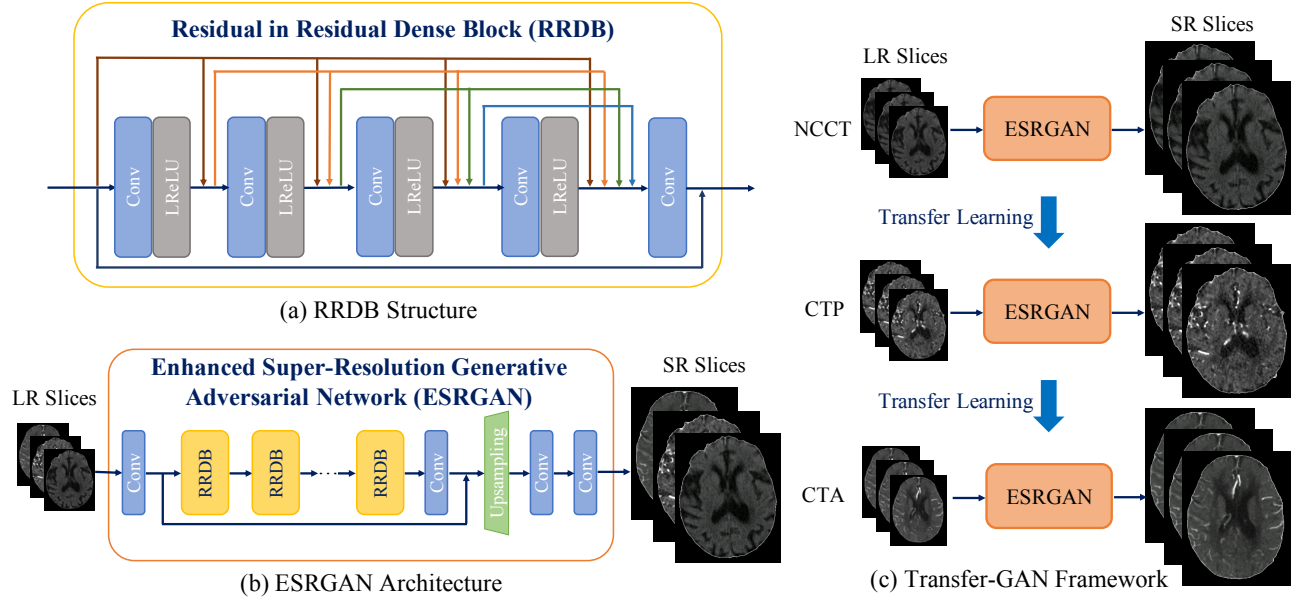 Residual in Residual Dense Block (RRDB)
Conv
LReLU
Conv
LReLU
Conv
LReLU
Conv
LReLU
Conv
(a) RRDB Structure
Enhanced Super-Resolution Generative
Adversarial Network (ESRGAN)
LR Slices
SR Slices
Conv
RRDB
RRDB
...
RRDB
Conv
Upsampling
Conv
Conv
(b) ESRGAN Architecture
SR Slices
LR Slices
NCCT
ESRGAN
Transfer Learning
CTP
ESRGAN
Transfer Learning
CTA
ESRGAN
(c) Transfer-GAN Framework